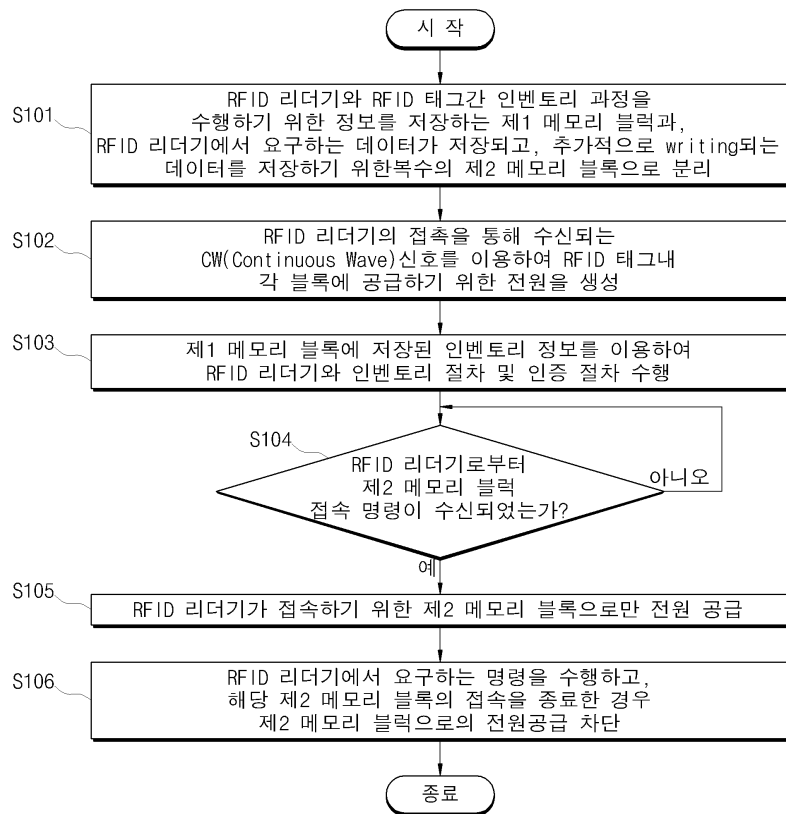 시 작
S101
RFID 리더기와 RFID 태그간 인벤토리 과정을
수행하기 위한 정보를 저장하는 제1 메모리 블럭과,
RFID 리더기에서 요구하는 데이터가 저장되고, 추가적으로 writing되는
데이터를 저장하기 위한복수의 제2 메모리 블록으로 분리
S102
RFID 리더기의 접촉을 통해 수신되는
CW(Continuous Wave)신호를 이용하여 RFID 태그내
각 블록에 공급하기 위한 전원을 생성
S103
제1 메모리 블록에 저장된 인벤토리 정보를 이용하여
RFID 리더기와 인벤토리 절차 및 인증 절차 수행
S104
RFID 리더기로부터
제2 메모리 블럭
접속 명령이 수신되었는가?
아니오
예
S105
RFID 리더기가 접속하기 위한 제2 메모리 블록으로만 전원 공급
S106
RFID 리더기에서 요구하는 명령을 수행하고,
해당 제2 메모리 블록의 접속을 종료한 경우
제2 메모리 블럭으로의 전원공급 차단
종료